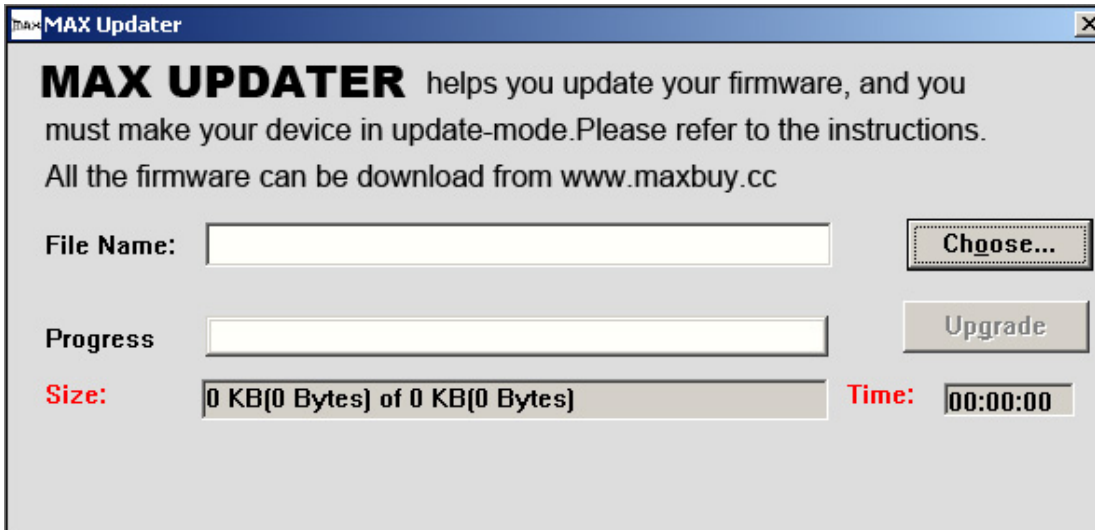 max MAX Updater
MAX UPDATER helps you update your firmware, and you
must make your device in update-mode.Please refer to the instructions.
All the firmware can be download from www.maxbuy.cc
File Name: Choose...
Progress Upgrade
Size: 0 KB(0 Bytes) of 0 KB(0 Bytes) Time: 00:00:00